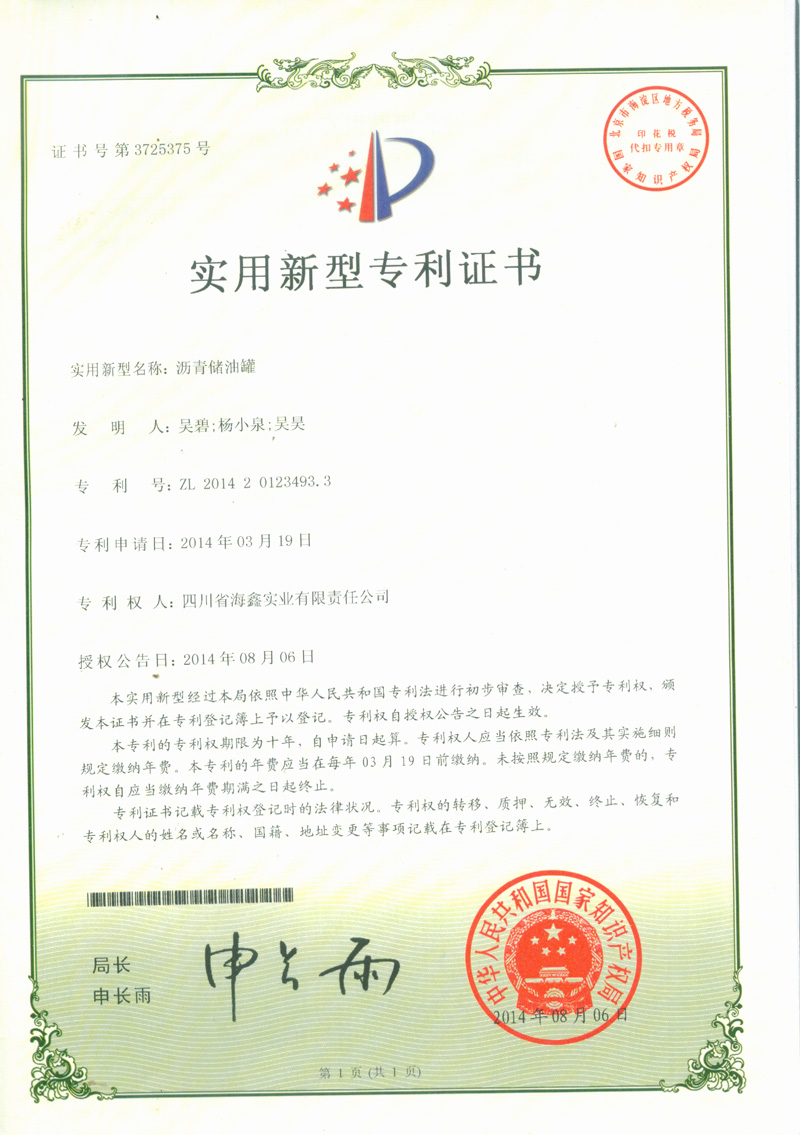 证书号第3725375号
北京市海淀区地方税务局
印花税
代扣专用章
国家知识产权局
实用新型专利证书
实用新型名称：沥青储油罐
发明人：吴碧;杨小泉;吴昊
专利号：ZL 2014 2 0123493.3
专利申请日：2014年03月19日
专利权人：四川省海鑫实业有限责任公司
授权公告日：2014年08月06日
本实用新型经过本局依照中华人民共和国专利法进行初步审查，决定授予专利权，颁
发本证书并在专利登记簿上予以登记。专利权自授权公告之日起生效。
本专利的专利权期限为十年，自申请日起算。专利权人应当依照专利法及其实施细则
规定缴纳年费。本专利的年费应当在每年03月19日前缴纳。未按照规定缴纳年费的，专
利权自应当缴纳年费期满之日起终止。
专利证书记载专利权登记时的法律状况。专利权的转移、质押、无效、终止、恢复和
专利权人的姓名或名称、国籍、地址变更等事项记载在专利登记簿上。
局长
申长雨
申长雨
中华人民共和国国家知识产权局
2014年08月06日
第1页(共1页)